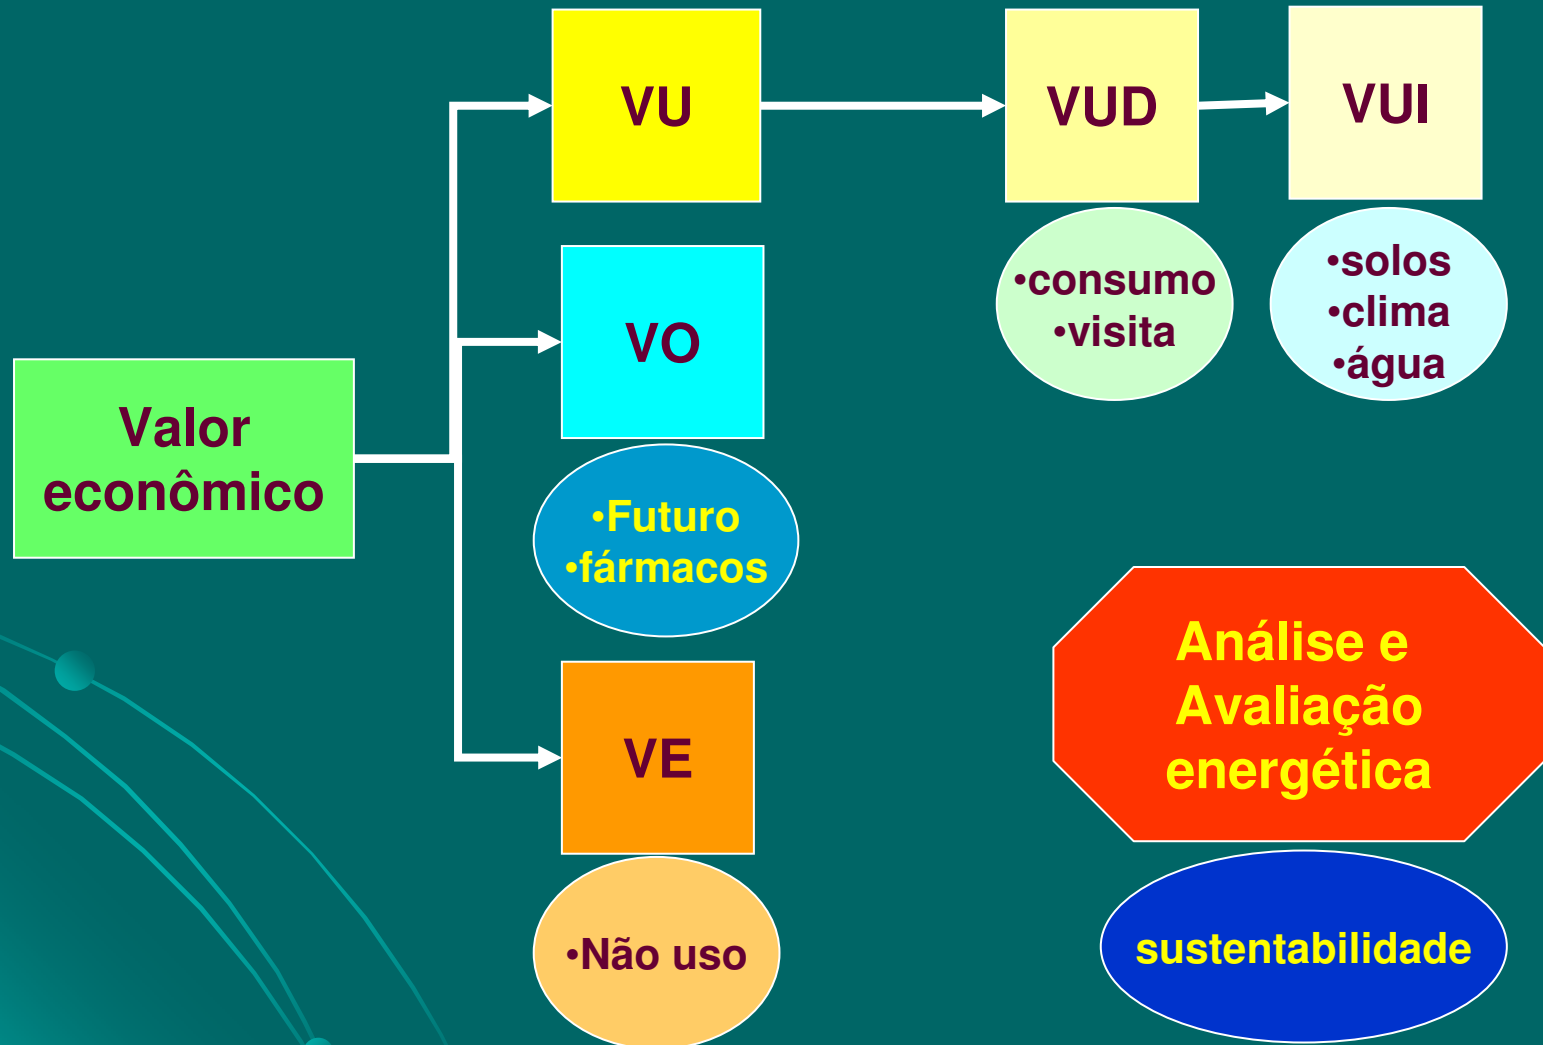 VU
VUD
VUI
•consumo
•visita
•solos
•clima
•água
VO
•Futuro
•fármacos
Valor
econômico
VE
•Não uso
Análise e
Avaliação
energética
sustentabilidade